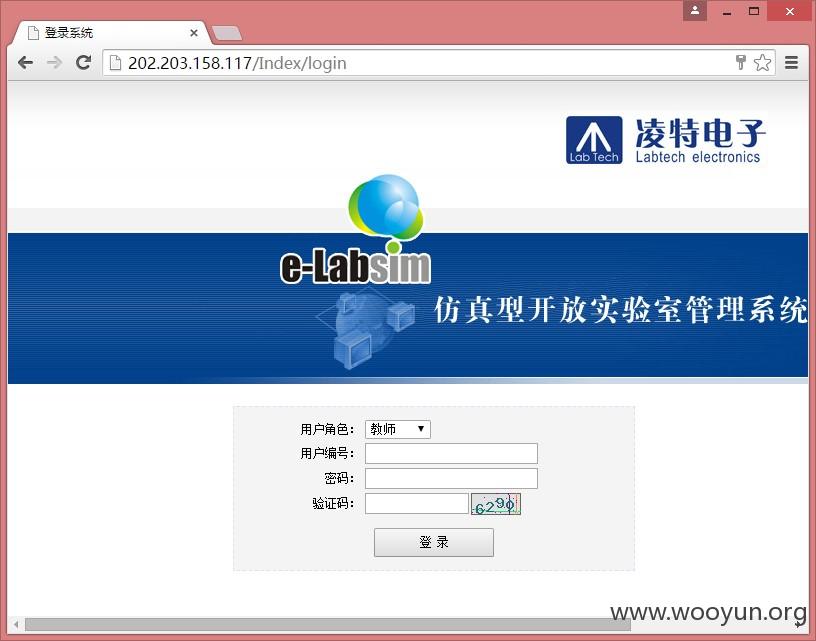 登录系统
202.203.158.117/Index/login
Lab Tech
凌特电子
Labtech electronics
e-Labsim
仿真型开放实验室管理系统
用户角色：
教师
用户编号：
密码：
验证码：
6290
登 录
www.wooyun.org